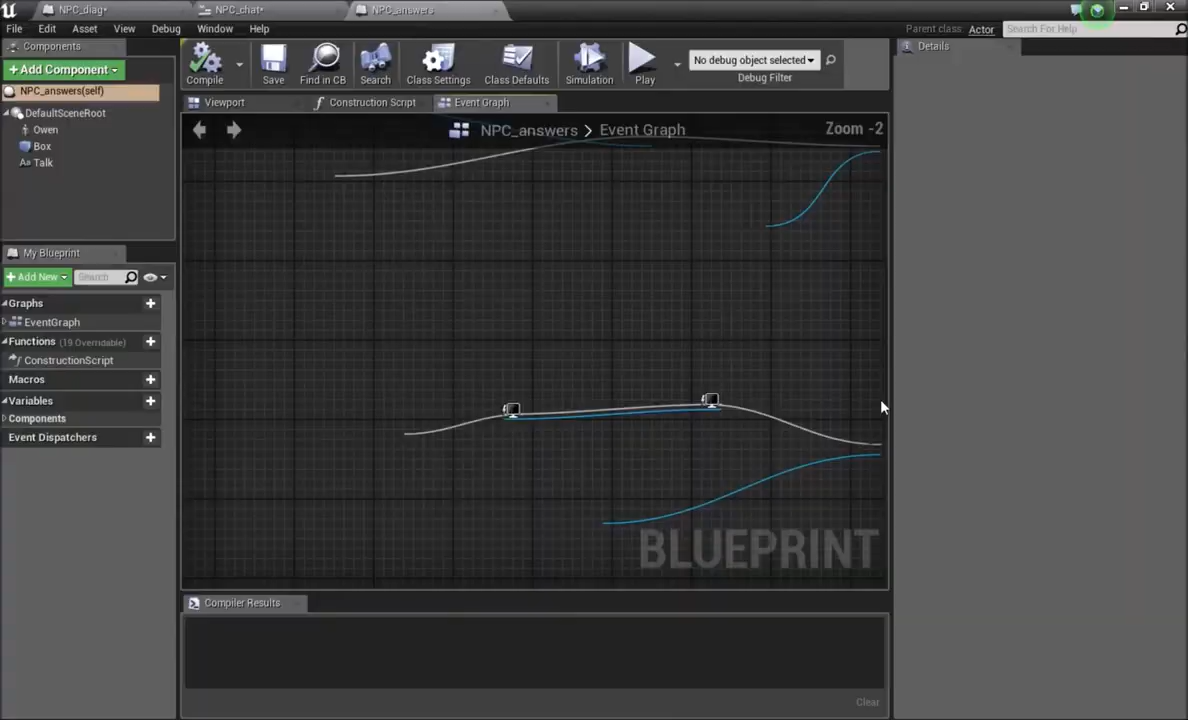 NPC_diag•
NPC_chat•
NPC_answers
File Edit Asset View Debug Window Help
Parent class: Actor
Search For Help
Components
+Add Component
NPC_answers(self)
DefaultSceneRoot
Owen
Box
Aa Talk
My Blueprint
+Add New
Search
Graphs
EventGraph
Functions (19 Overridable)
ConstructionScript
Macros
Variables
Components
Event Dispatchers
Compile
Save
Find in CB
Search
Class Settings
Class Defaults
Simulation
Play
No debug object selected
Debug Filter
Viewport
Construction Script
Event Graph
NPC_answers > Event Graph
Zoom -2
BLUEPRINT
Compiler Results
Clear
Details